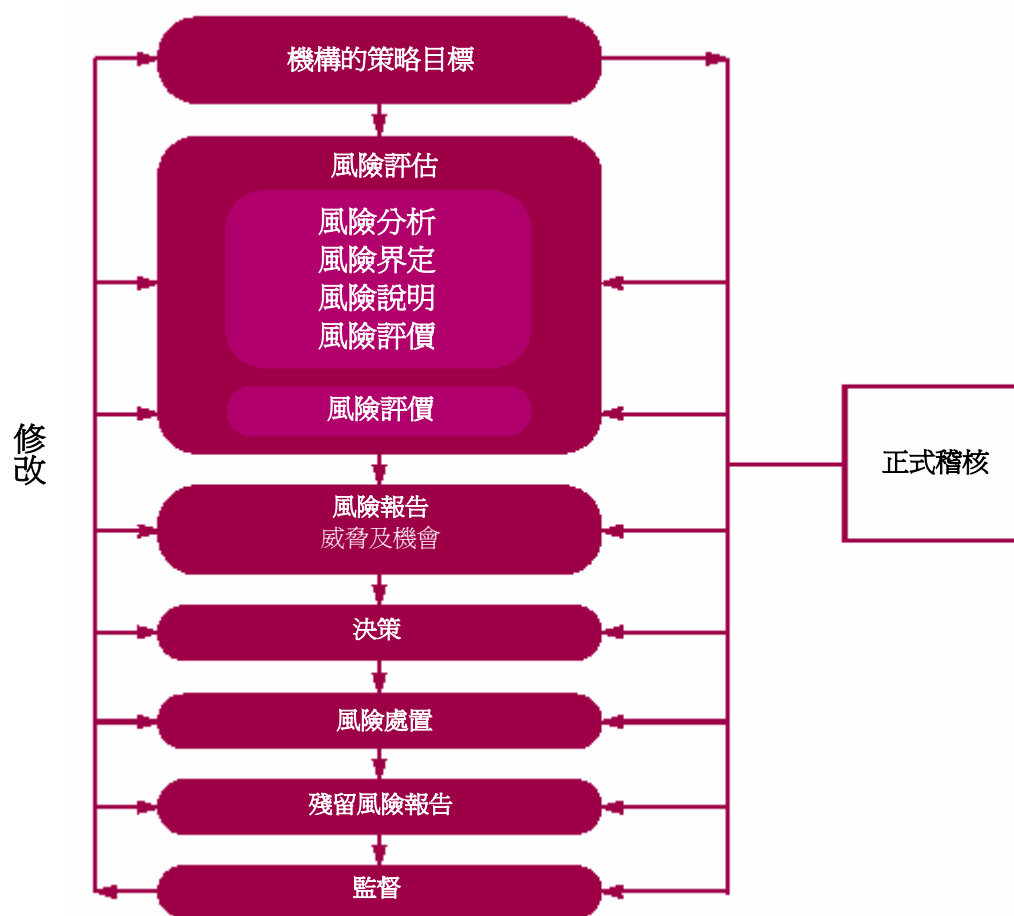 機構的策略目標
風險評估
風險分析
風險界定
風險說明
風險評價
風險評價
修改
正式稽核
風險報告
威脅及機會
決策
風險處置
殘留風險報告
監督